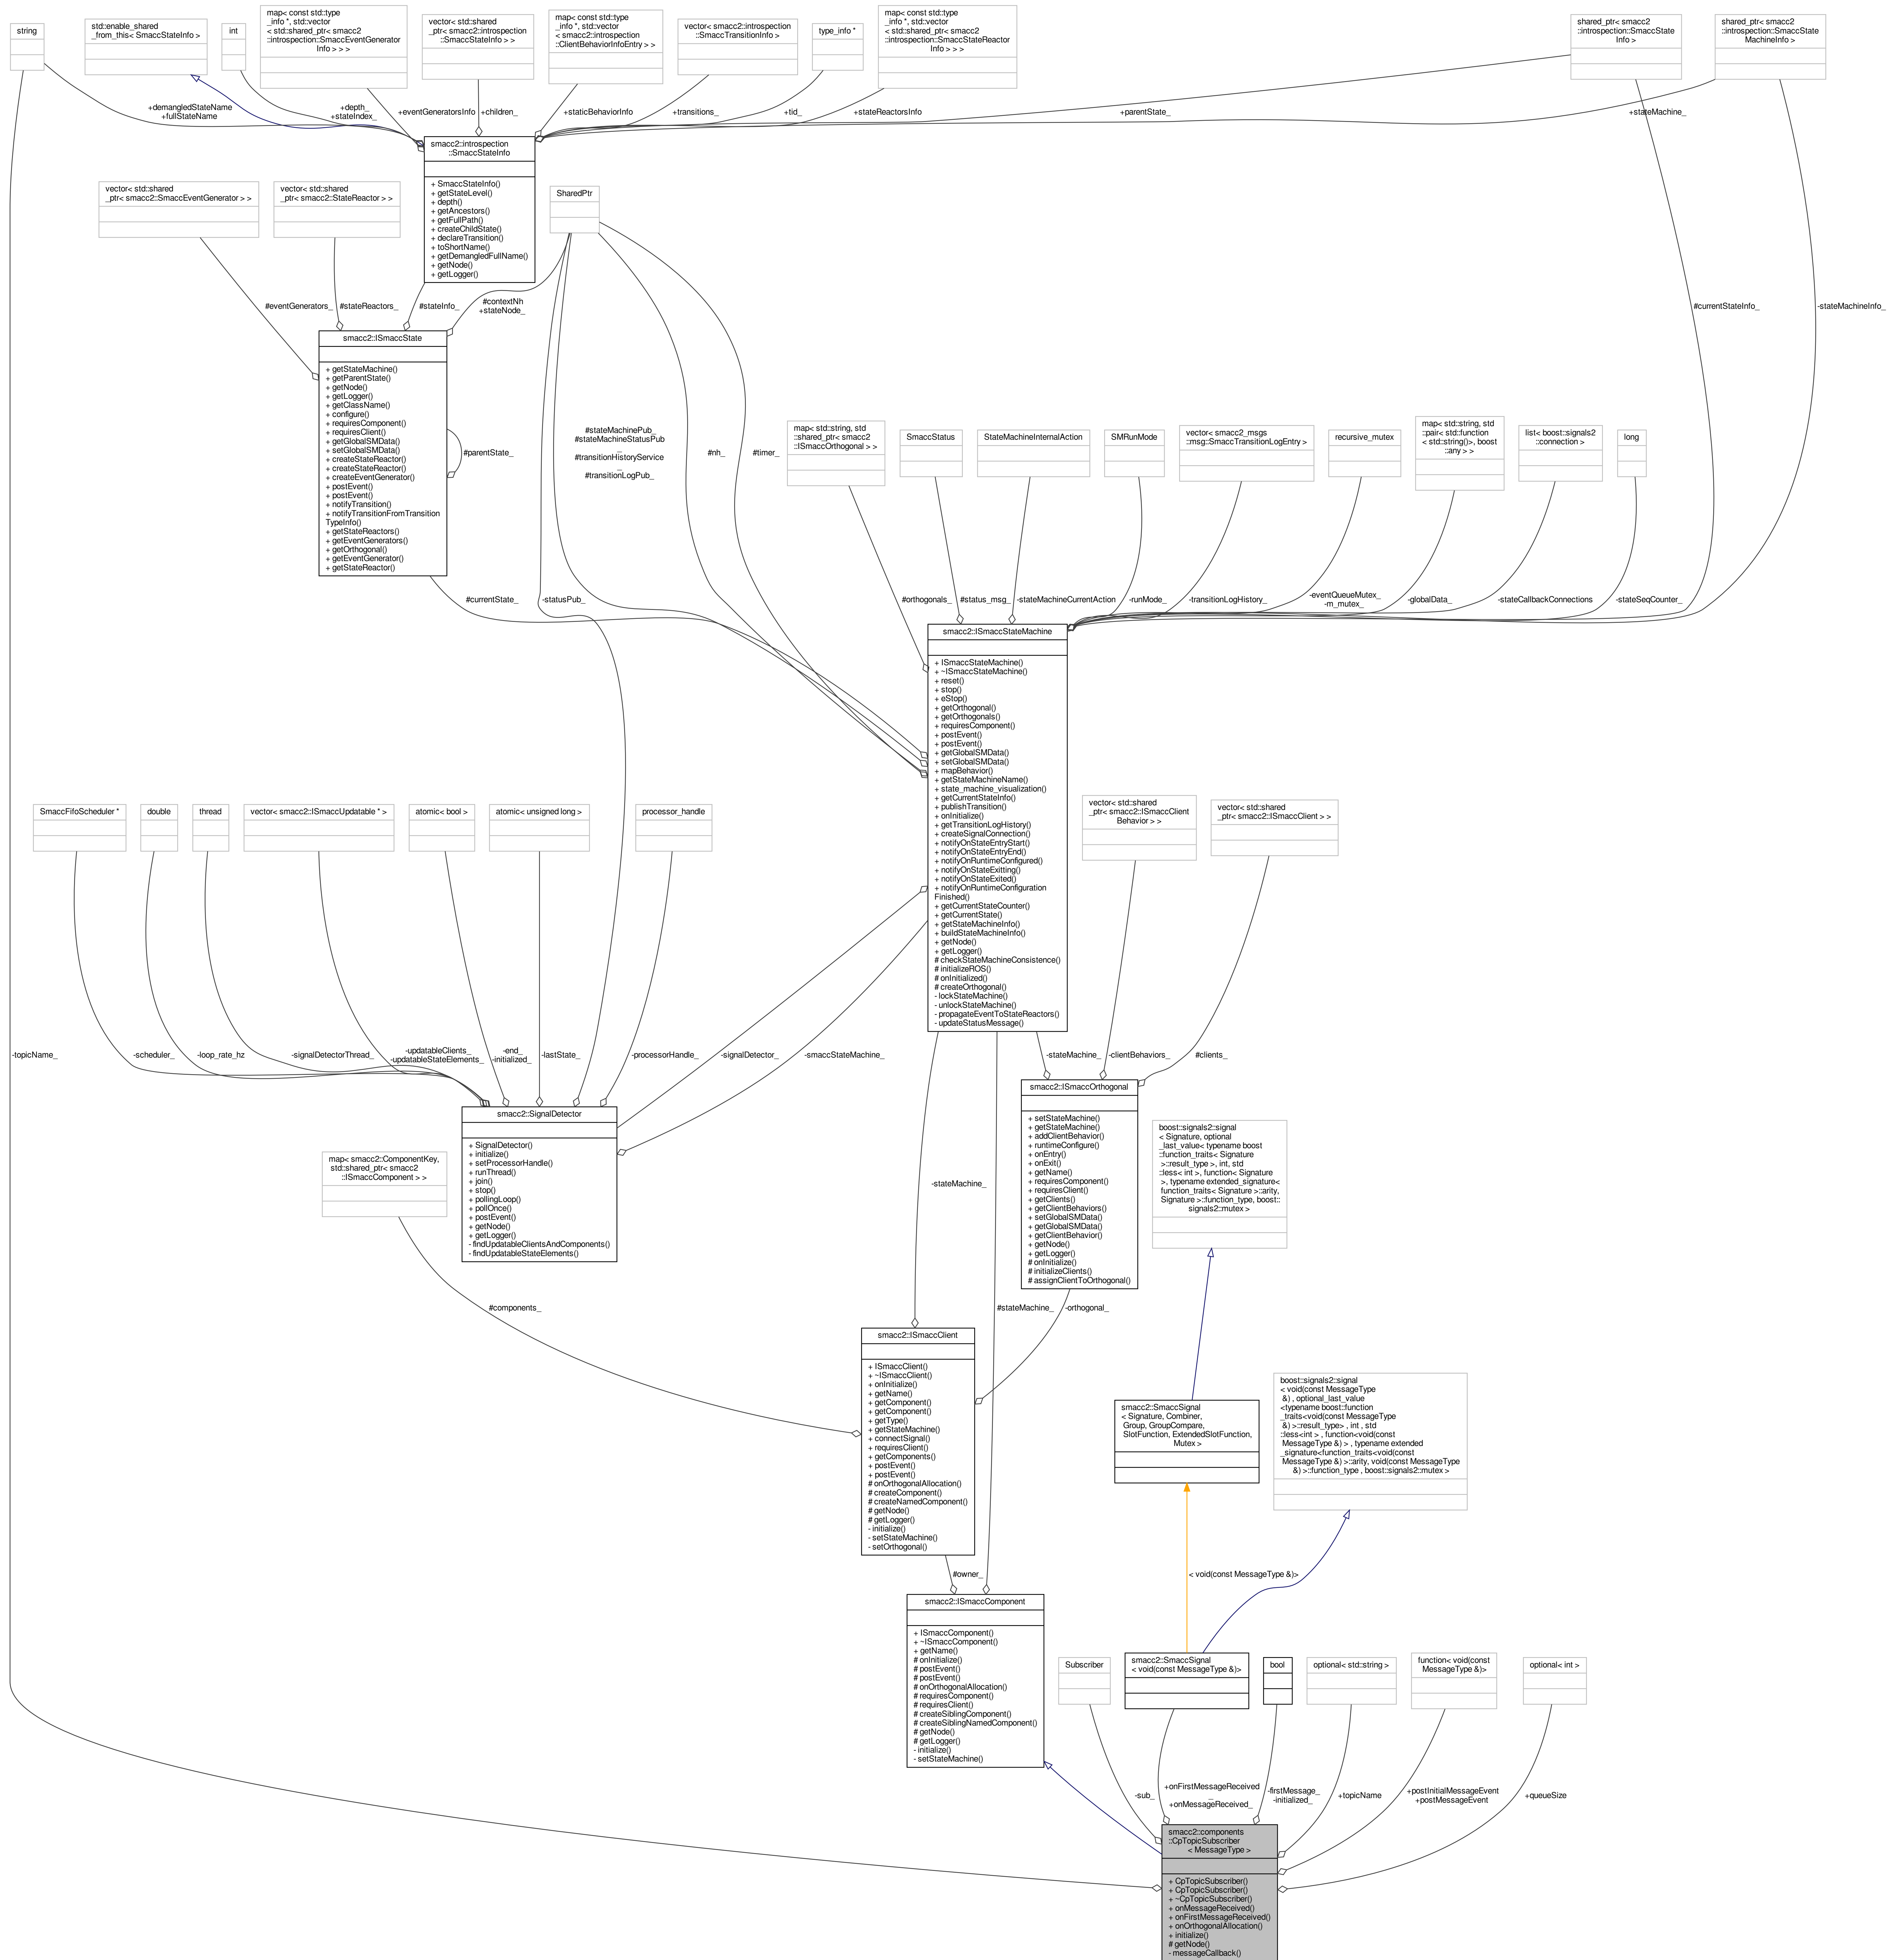 string
std::enable_shared
_from_this< SmaccStateInfo >
int
map< const std::type
_info *, std::vector
< std::shared_ptr< smacc2
::introspection::SmaccEventGenerator
Info > > >
vector< std::shared
_ptr< smacc2::introspection
::SmaccStateInfo > >
map< const std::type
_info *, std::vector
< smacc2::introspection
::ClientBehaviorInfoEntry > >
vector< smacc2::introspection
::SmaccTransitionInfo >
type_info *
map< const std::type
_info *, std::vector
< std::shared_ptr< smacc2
::introspection::SmaccStateReactor
Info > > >
shared_ptr< smacc2
::introspection::SmaccState
Info >
shared_ptr< smacc2
::introspection::SmaccState
MachineInfo >
+demangledStateName
+fullStateName
+depth_
+stateIndex_
+eventGeneratorsInfo
+children_
+staticBehaviorInfo
+transitions_
+tid_
+stateReactorsInfo
+parentState_
+stateMachine_
smacc2::introspection
::SmaccStateInfo
+ SmaccStateInfo()
+ getStateLevel()
+ depth()
+ getAncestors()
+ getFullPath()
+ createChildState()
+ declareTransition()
+ toShortName()
+ getDemangledFullName()
+ getNode()
+ getLogger()
vector< std::shared
_ptr< smacc2::SmaccEventGenerator > >
vector< std::shared
_ptr< smacc2::StateReactor > >
SharedPtr
#eventGenerators_
#stateReactors_
#stateInfo_
#contextNh
+stateNode_
#currentStateInfo_
-stateMachineInfo_
smacc2::ISmaccState
+ getStateMachine()
+ getParentState()
+ getNode()
+ getLogger()
+ getClassName()
+ configure()
+ requiresComponent()
+ requiresClient()
+ getGlobalSMData()
+ setGlobalSMData()
+ createStateReactor()
+ createStateReactor()
+ createEventGenerator()
+ postEvent()
+ postEvent()
+ notifyTransition()
+ notifyTransitionFromTransition
TypeInfo()
+ getStateReactors()
+ getEventGenerators()
+ getOrthogonal()
+ getEventGenerator()
+ getStateReactor()
#parentState_
#stateMachinePub_
#stateMachineStatusPub
_
#transitionHistoryService
_
#transitionLogPub_
#nh_
#timer_
map< std::string, std
::shared_ptr< smacc2
::ISmaccOrthogonal > >
SmaccStatus
StateMachineInternalAction
SMRunMode
vector< smacc2_msgs
::msg::SmaccTransitionLogEntry >
recursive_mutex
map< std::string, std
::pair< std::function
< std::string()>, boost
::any > >
list< boost::signals2
::connection >
long
#currentState_
-statusPub_
#orthogonals_
#status_msg_
-stateMachineCurrentAction
-runMode_
-transitionLogHistory_
-eventQueueMutex_
-m_mutex_
-globalData_
-stateCallbackConnections
-stateSeqCounter_
smacc2::ISmaccStateMachine
+ ISmaccStateMachine()
+ ~ISmaccStateMachine()
+ reset()
+ stop()
+ eStop()
+ getOrthogonal()
+ getOrthogonals()
+ requiresComponent()
+ postEvent()
+ postEvent()
+ getGlobalSMData()
+ setGlobalSMData()
+ mapBehavior()
+ getStateMachineName()
+ state_machine_visualization()
+ getCurrentStateInfo()
+ publishTransition()
+ onInitialize()
+ getTransitionLogHistory()
+ createSignalConnection()
+ notifyOnStateEntryStart()
+ notifyOnStateEntryEnd()
+ notifyOnRuntimeConfigured()
+ notifyOnStateExitting()
+ notifyOnStateExited()
+ notifyOnRuntimeConfiguration
Finished()
+ getCurrentStateCounter()
+ getCurrentState()
+ getStateMachineInfo()
+ buildStateMachineInfo()
+ getNode()
+ getLogger()
# checkStateMachineConsistence()
# initializeROS()
# onInitialized()
# createOrthogonal()
- lockStateMachine()
- unlockStateMachine()
- propagateEventToStateReactors()
- updateStatusMessage()
SmaccFifoScheduler *
double
thread
vector< smacc2::ISmaccUpdatable * >
atomic< bool >
atomic< unsigned long >
processor_handle
vector< std::shared
_ptr< smacc2::ISmaccClient
Behavior > >
vector< std::shared
_ptr< smacc2::ISmaccClient > >
-topicName_
-scheduler_
-loop_rate_hz
-signalDetectorThread_
-updatableClients_
-updatableStateElements_
-end_
-initialized_
-lastState_
-processorHandle_
-signalDetector_
-smaccStateMachine_
-stateMachine_
-clientBehaviors_
#clients_
smacc2::SignalDetector
+ SignalDetector()
+ initialize()
+ setProcessorHandle()
+ runThread()
+ join()
+ stop()
+ pollingLoop()
+ pollOnce()
+ postEvent()
+ getNode()
+ getLogger()
- findUpdatableClientsAndComponents()
- findUpdatableStateElements()
map< smacc2::ComponentKey,
std::shared_ptr< smacc2
::ISmaccComponent > >
smacc2::ISmaccOrthogonal
+ setStateMachine()
+ getStateMachine()
+ addClientBehavior()
+ runtimeConfigure()
+ onEntry()
+ onExit()
+ getName()
+ requiresComponent()
+ requiresClient()
+ getClients()
+ getClientBehaviors()
+ setGlobalSMData()
+ getGlobalSMData()
+ getClientBehavior()
+ getNode()
+ getLogger()
# onInitialize()
# initializeClients()
# assignClientToOrthogonal()
boost::signals2::signal
< Signature, optional
_last_value< typename boost
::function_traits< Signature
>::result_type >, int, std
::less< int >, function< Signature
>, typename extended_signature<
function_traits< Signature >::arity,
Signature >::function_type, boost::
signals2::mutex >
-stateMachine_
#components_
#stateMachine_
-orthogonal_
smacc2::ISmaccClient
+ ISmaccClient()
+ ~ISmaccClient()
+ onInitialize()
+ getName()
+ getComponent()
+ getComponent()
+ getType()
+ getStateMachine()
+ connectSignal()
+ requiresClient()
+ getComponents()
+ postEvent()
+ postEvent()
# onOrthogonalAllocation()
# createComponent()
# createNamedComponent()
# getNode()
# getLogger()
- initialize()
- setStateMachine()
- setOrthogonal()
smacc2::SmaccSignal
< Signature, Combiner,
Group, GroupCompare,
SlotFunction, ExtendedSlotFunction,
Mutex >
boost::signals2::signal
< void(const MessageType
&) , optional_last_value
<typename boost::function
_traits<void(const MessageType
&) >::result_type> , int , std
::less<int > , function<void(const
MessageType &) > , typename extended
_signature<function_traits<void(const
MessageType &) >::arity, void(const MessageType
&) >::function_type , boost::signals2::mutex >
#owner_
< void(const MessageType &)>
smacc2::ISmaccComponent
+ ISmaccComponent()
+ ~ISmaccComponent()
+ getName()
# onInitialize()
# postEvent()
# postEvent()
# onOrthogonalAllocation()
# requiresComponent()
# requiresClient()
# createSiblingComponent()
# createSiblingNamedComponent()
# getNode()
# getLogger()
- initialize()
- setStateMachine()
Subscriber
smacc2::SmaccSignal
< void(const MessageType &)>
bool
optional< std::string >
function< void(const
MessageType &)>
optional< int >
-sub_
+onFirstMessageReceived
_
+onMessageReceived_
-firstMessage_
-initialized_
+topicName
+postInitialMessageEvent
+postMessageEvent
+queueSize
smacc2::components
::CpTopicSubscriber
< MessageType >
+ CpTopicSubscriber()
+ CpTopicSubscriber()
+ ~CpTopicSubscriber()
+ onMessageReceived()
+ onFirstMessageReceived()
+ onOrthogonalAllocation()
+ initialize()
# getNode()
- messageCallback()